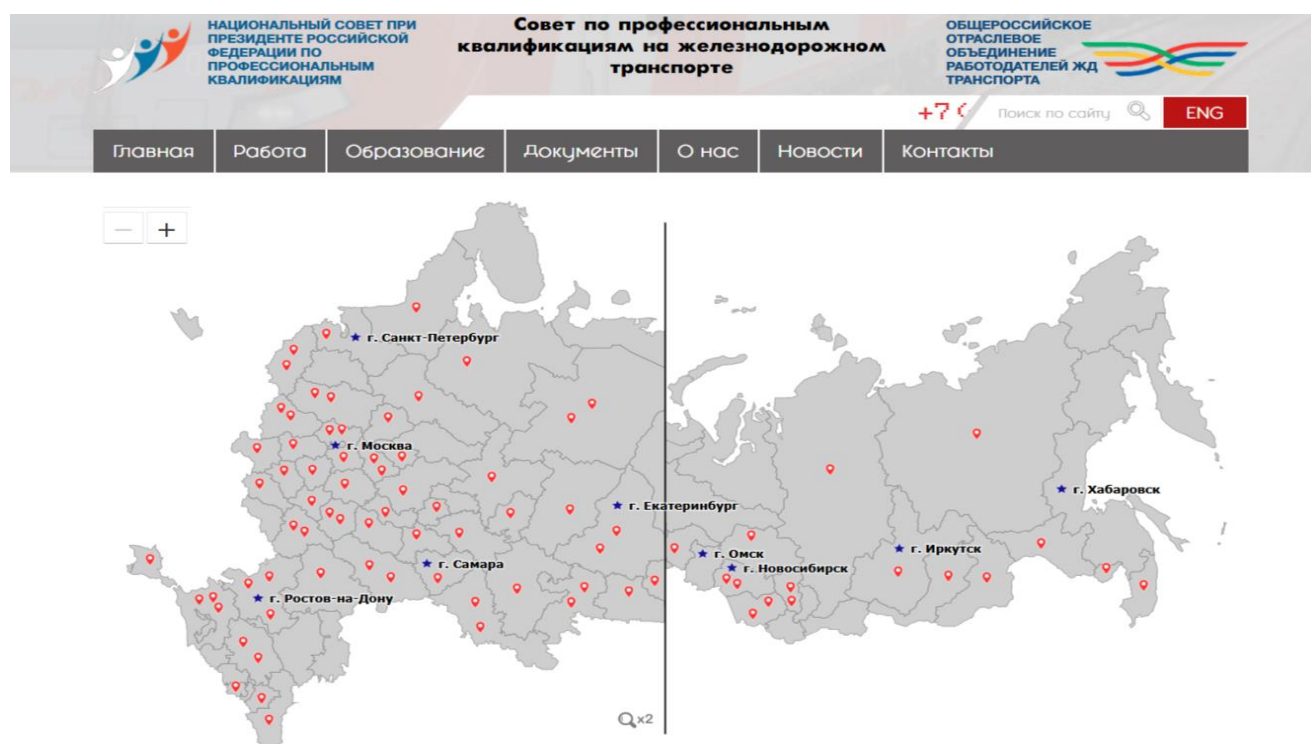 НАЦИОНАЛЬНЫЙ СОВЕТ ПРИ
ПРЕЗИДЕНТЕ РОССИЙСКОЙ
ФЕДЕРАЦИИ ПО
ПРОФЕССИОНАЛЬНЫМ
КВАЛИФИКАЦИЯМ
Совет по профессиональным
квалификациям на железнодорожном
транспорте
ОБЩЕРОССИЙСКОЕ
ОТРАСЛЕВОЕ
ОБЪЕДИНЕНИЕ
РАБОТОДАТЕЛЕЙ ЖД
ТРАНСПОРТА
+7 (
Поиск по сайту
ENG
Главная Работа Образование Документы О нас Новости Контакты
— +
г. Санкт-Петербург
г. Москва
г. Екатеринбург
г. Хабаровск
г. Самара
г. Омск
г. Иркутск
г. Новосибирск
г. Ростов-на-Дону
x2